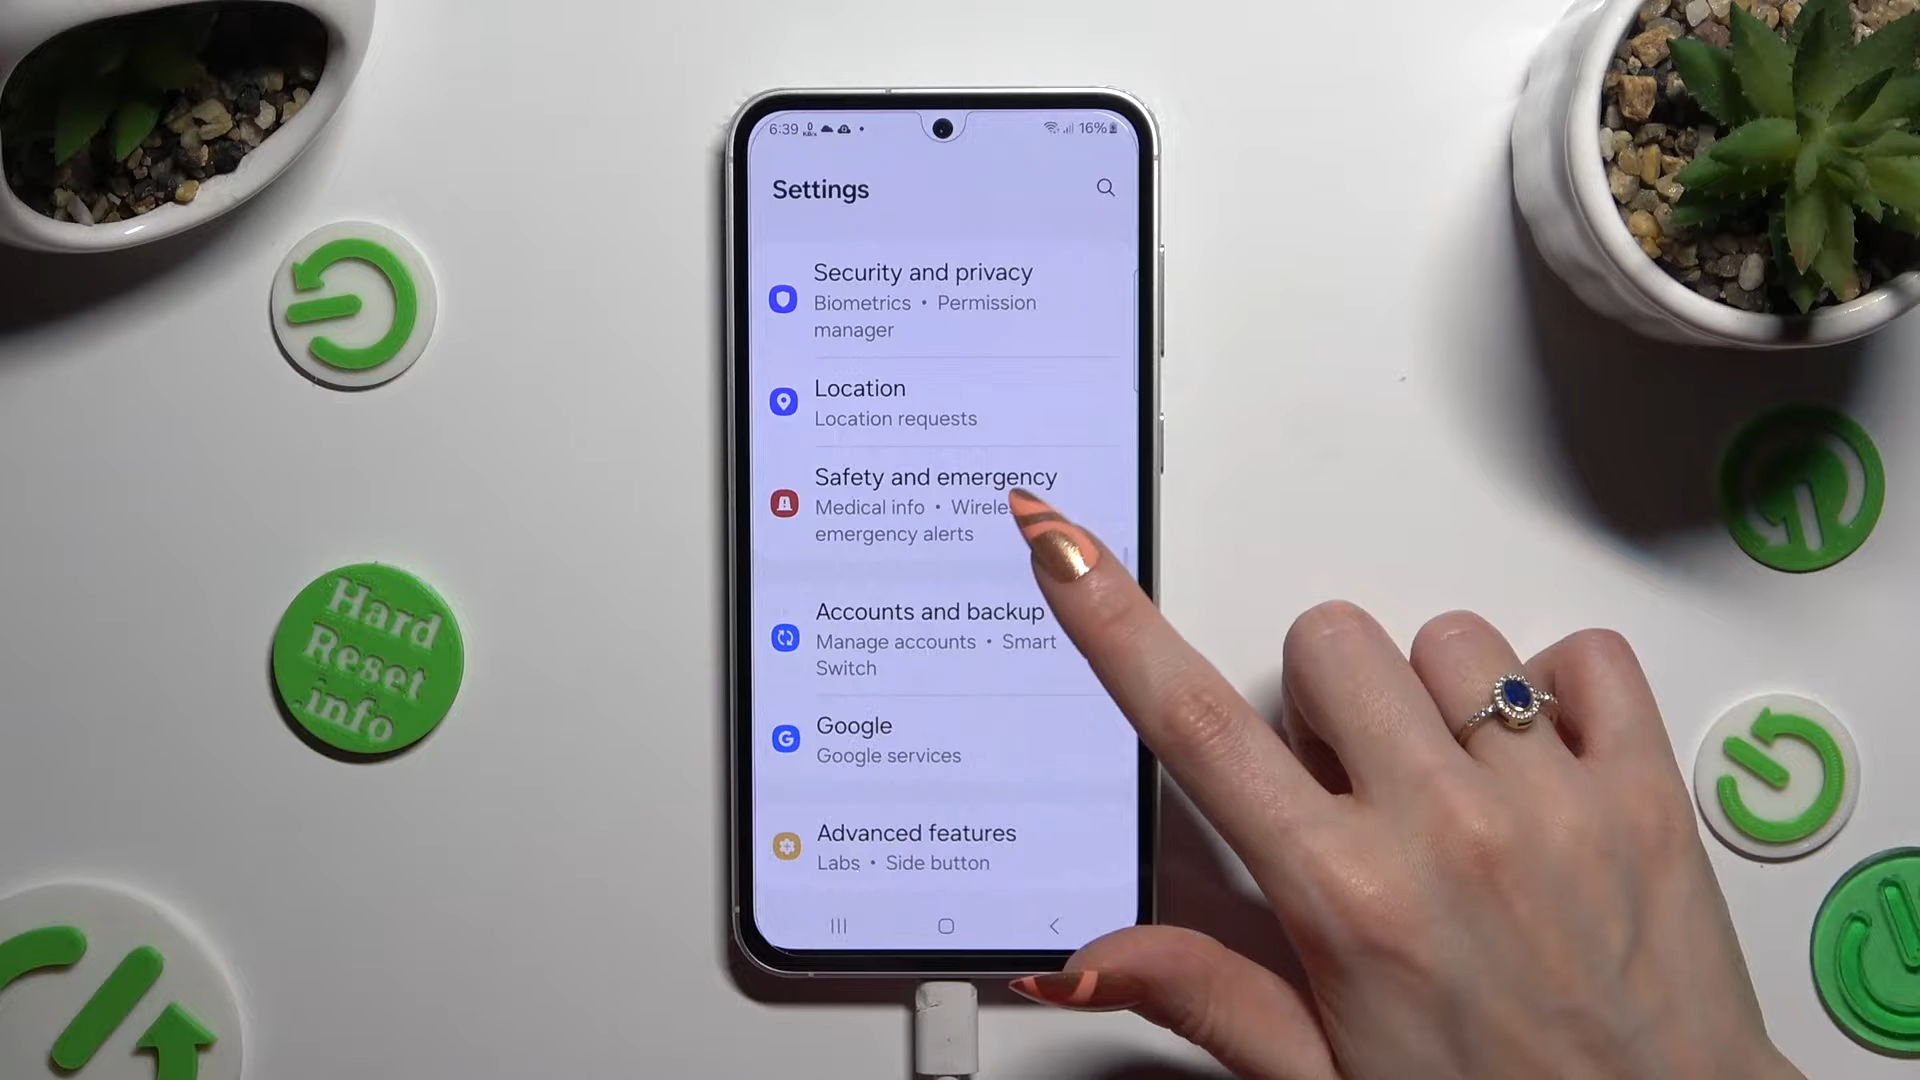 6:39
0
KB/s
16%
Settings
Security and privacy
Biometrics • Permission
manager
Location
Location requests
Safety and emergency
Medical info •
emergency alerts
Accounts and backup
Manage accounts • Smart
Switch
Google
Google services
Advanced features
Labs • Side button
Hard
Reset
.info